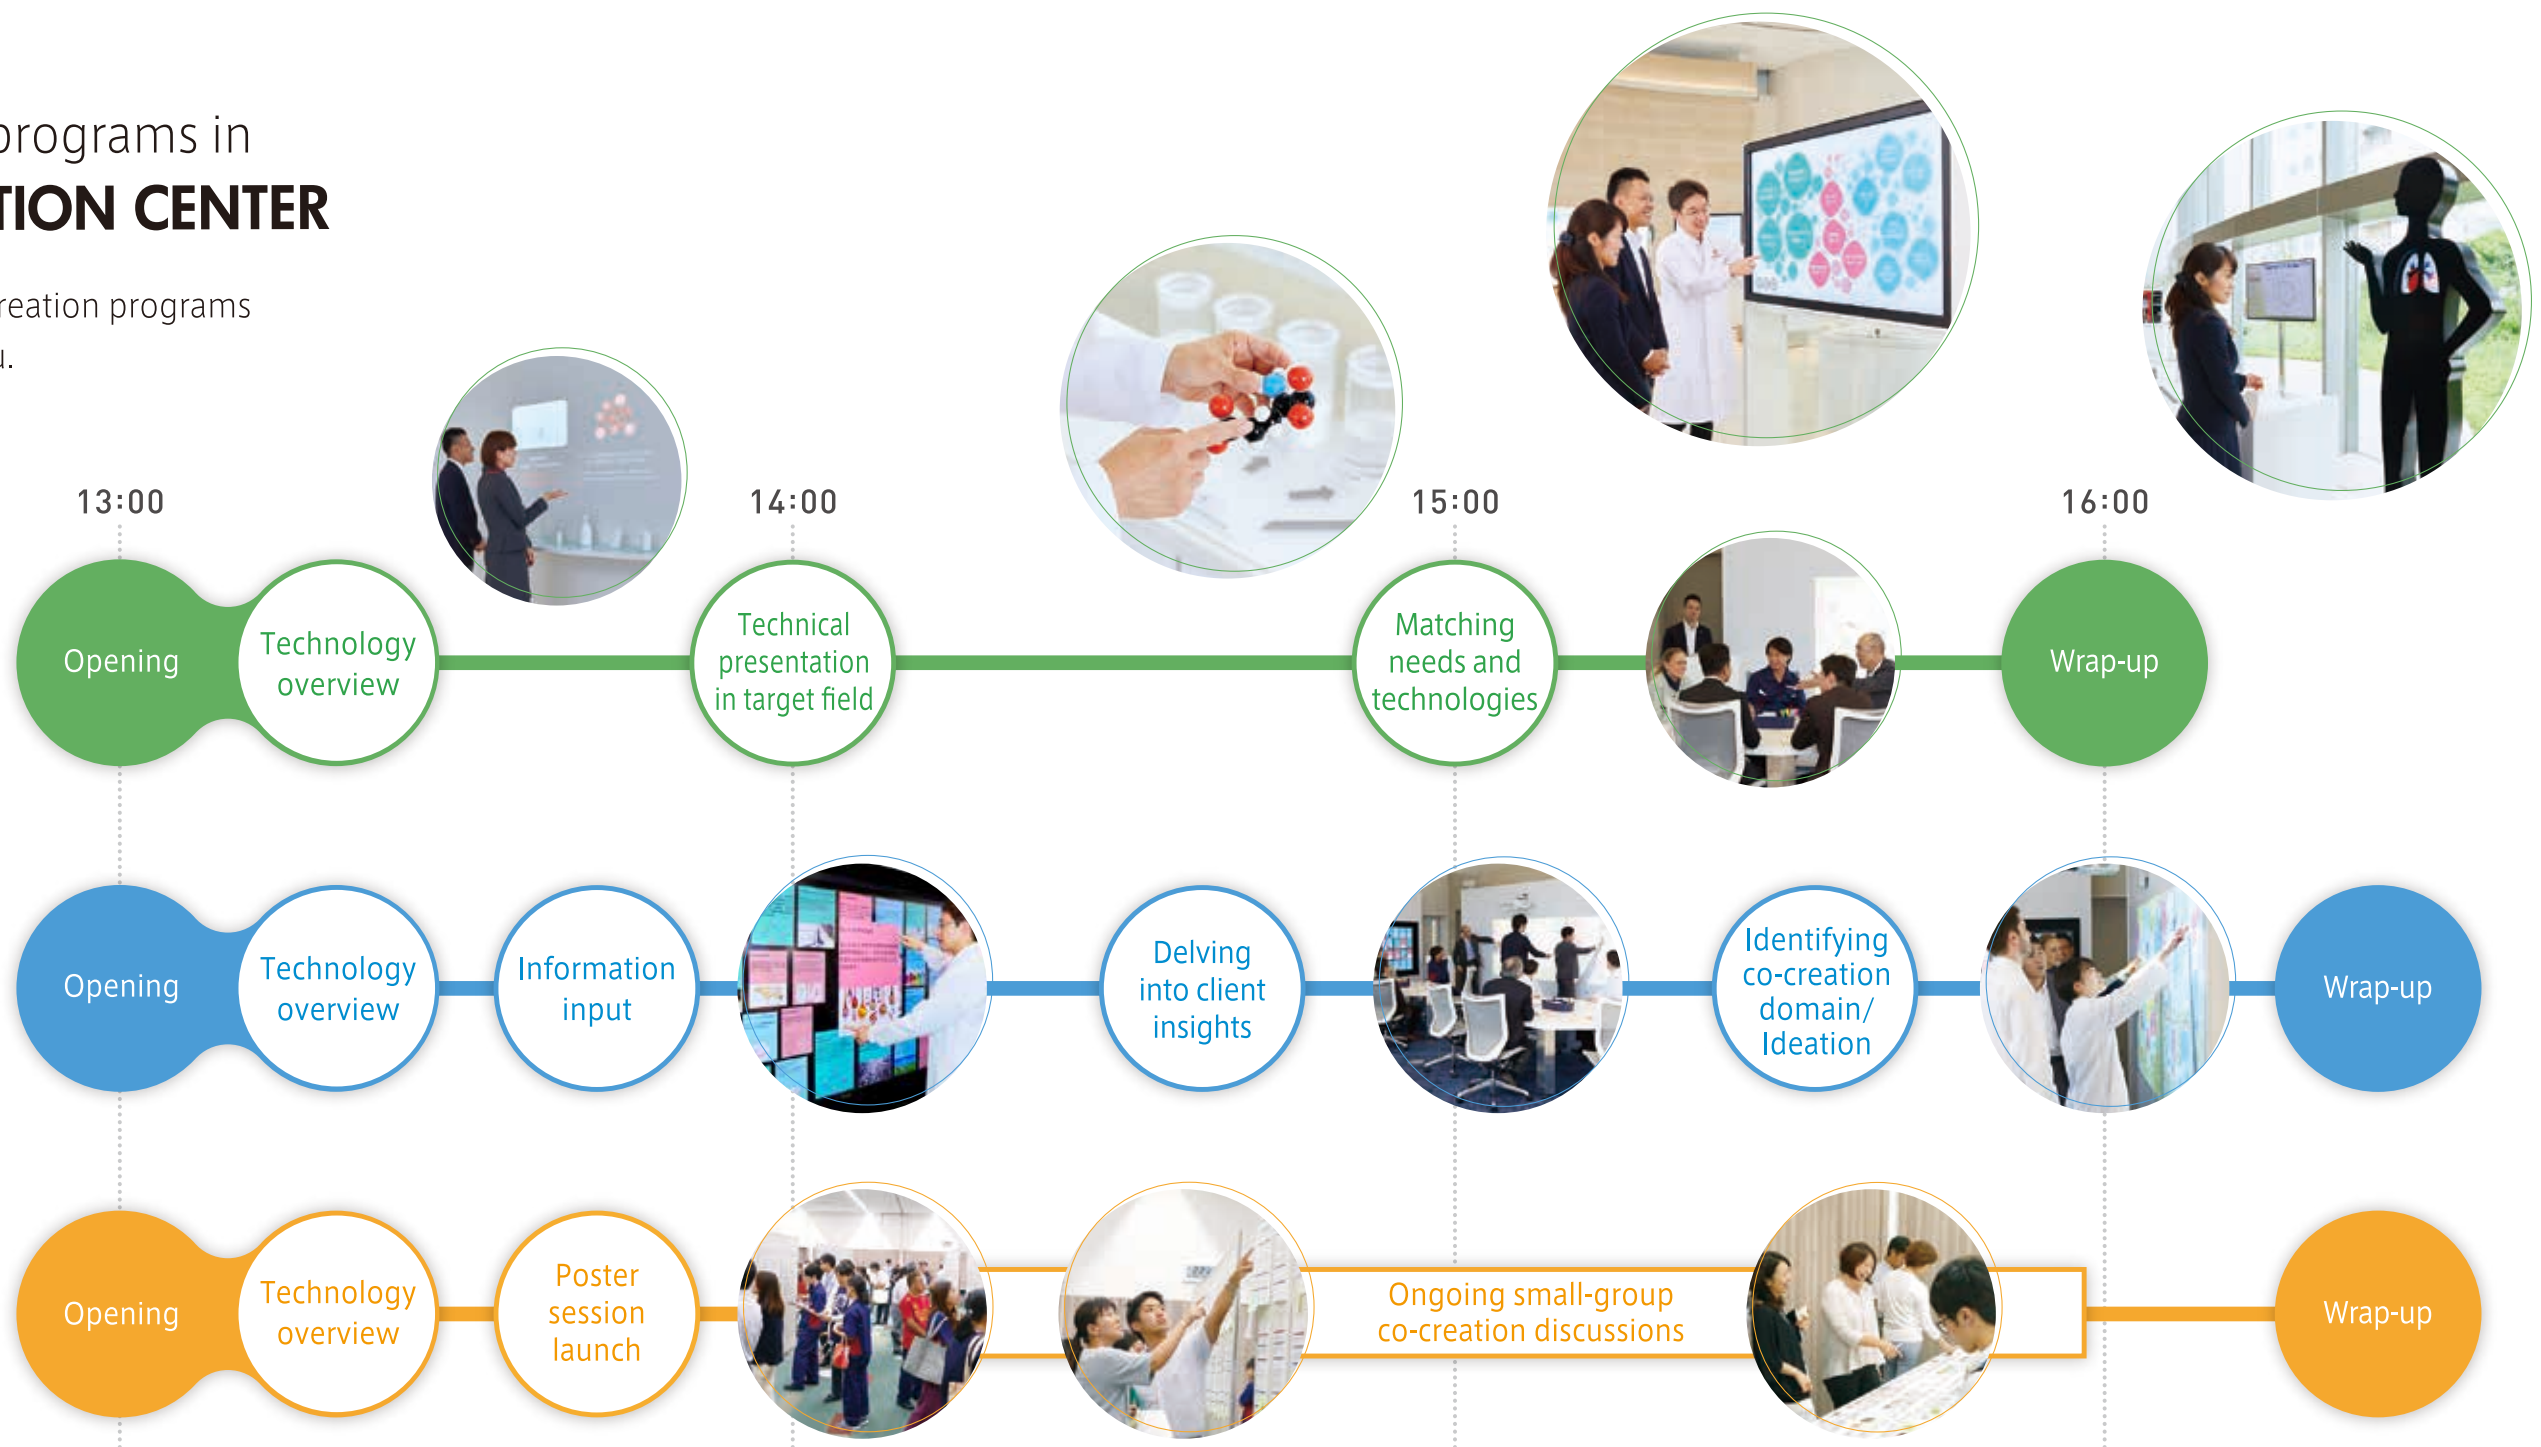 programs in
TION CENTER
reation programs
u.
13:00
14:00
15:00
16:00
Opening
Technology
overview
Technical
presentation
in target field
Matching
needs and
technologies
Wrap-up
Opening
Technology
overview
Information
input
Delving
into client
insights
Identifying
co-creation
domain/
Ideation
Wrap-up
Opening
Technology
overview
Poster
session
launch
Ongoing small-group
co-creation discussions
Wrap-up